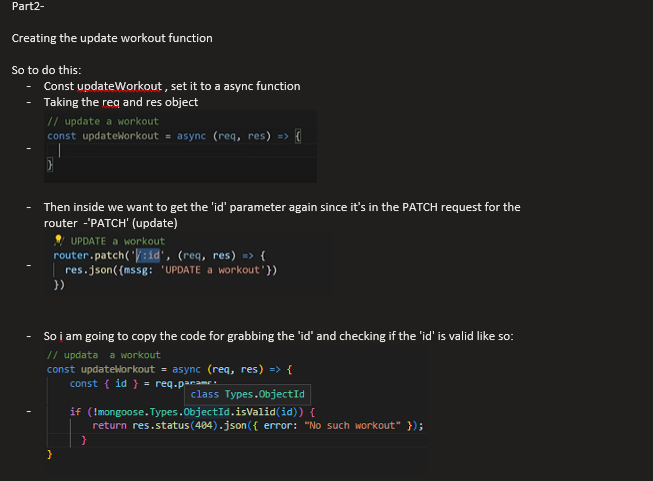 Part2-
Creating the update workout function
So to do this:
- Const updateWorkout , set it to a async function
- Taking the req and res object
// update a workout
const updateWorkout = async (req, res) => {
-
}
- Then inside we want to get the 'id' parameter again since it's in the PATCH request for the
router -'PATCH' (update)
// UPDATE a workout
router.patch('/:id', (req, res) => {
- res.json({mssg: 'UPDATE a workout'})
})
- So i am going to copy the code for grabbing the 'id' and checking if the 'id' is valid like so:
// updata a workout
const updateWorkout = async (req, res) => {
const { id } = req.params;
class Types.ObjectId
- if (!mongoose.Types.ObjectId.isValid(id)) {
return res.status(404).json({ error: "No such workout" });
}
}